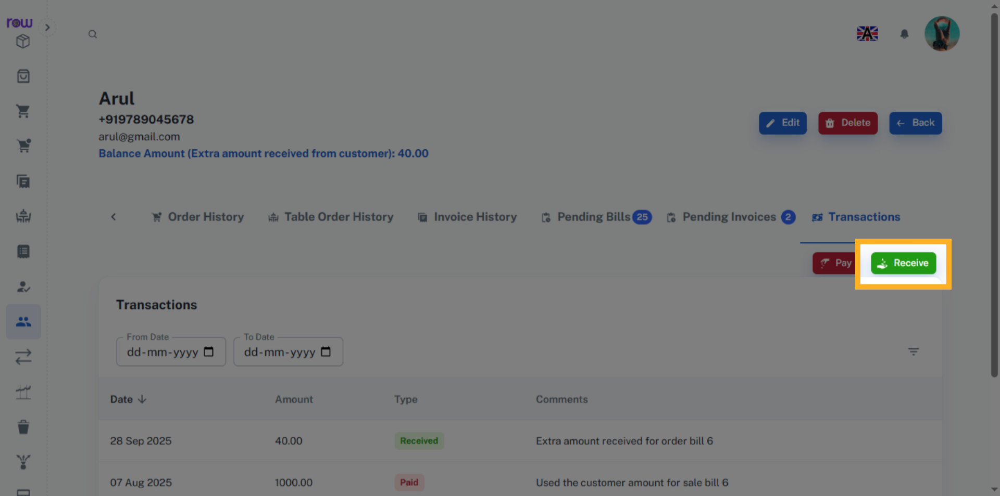 row
A
Arul
+919789045678
arul@gmail.com
Balance Amount (Extra amount received from customer): 40.00
Edit
Delete
Back
Order History
Table Order History
Invoice History
Pending Bills 25
Pending Invoices 2
Transactions
Pay
Receive
Transactions
From Date
To Date
dd-mm-yyyy
dd-mm-yyyy
Date Amount Type Comments
28 Sep 2025 40.00 Received Extra amount received for order bill 6
07 Aug 2025 1000.00 Paid Used the customer amount for sale bill 6